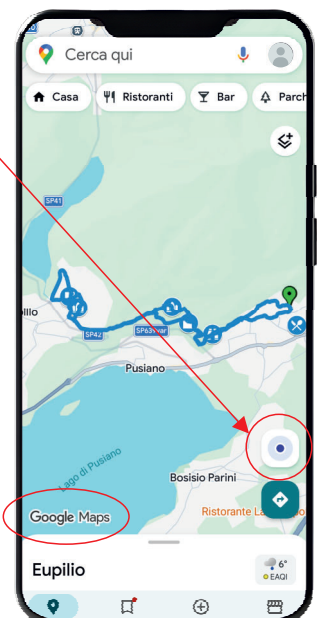 Cerca qui
Casa
Ristoranti
Bar
Parch
SP41
illo
SP42
SP639var
Pusiano
Lago di Pusiano
Bosisio Parini
Google Maps
Ristorante La
Eupilio
6°
EAQI